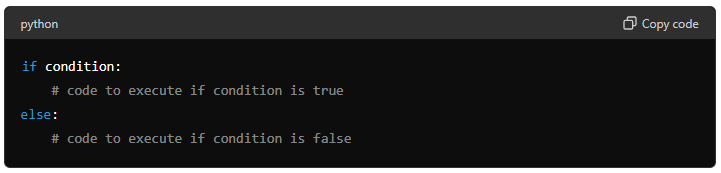 python
Copy code
if condition:
    # code to execute if condition is true
else:
    # code to execute if condition is false